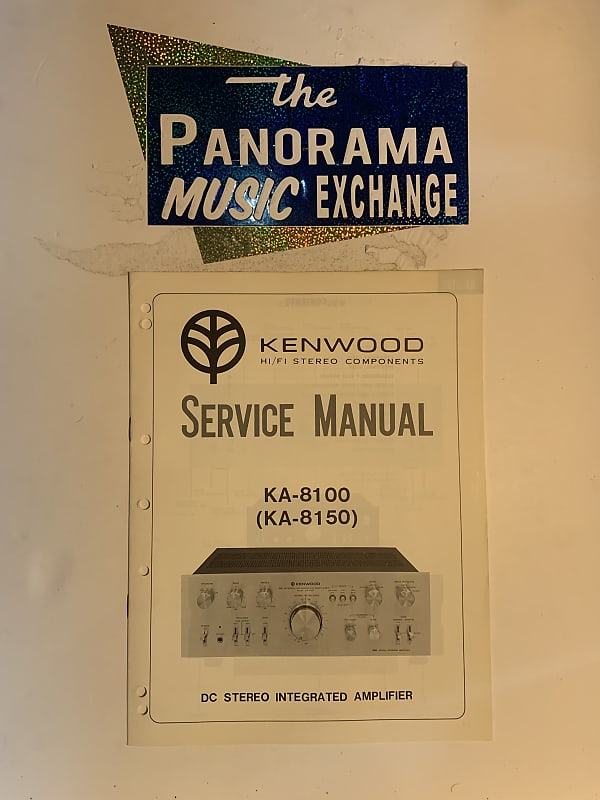 the
PANORAMA
MUSIC EXCHANGE
KENWOOD
HI/FI STEREO COMPONENTS
SERVICE MANUAL
KA-8100
(KA-8150)
KENWOOD
DC STEREO INTEGRATED AMPLIFIER